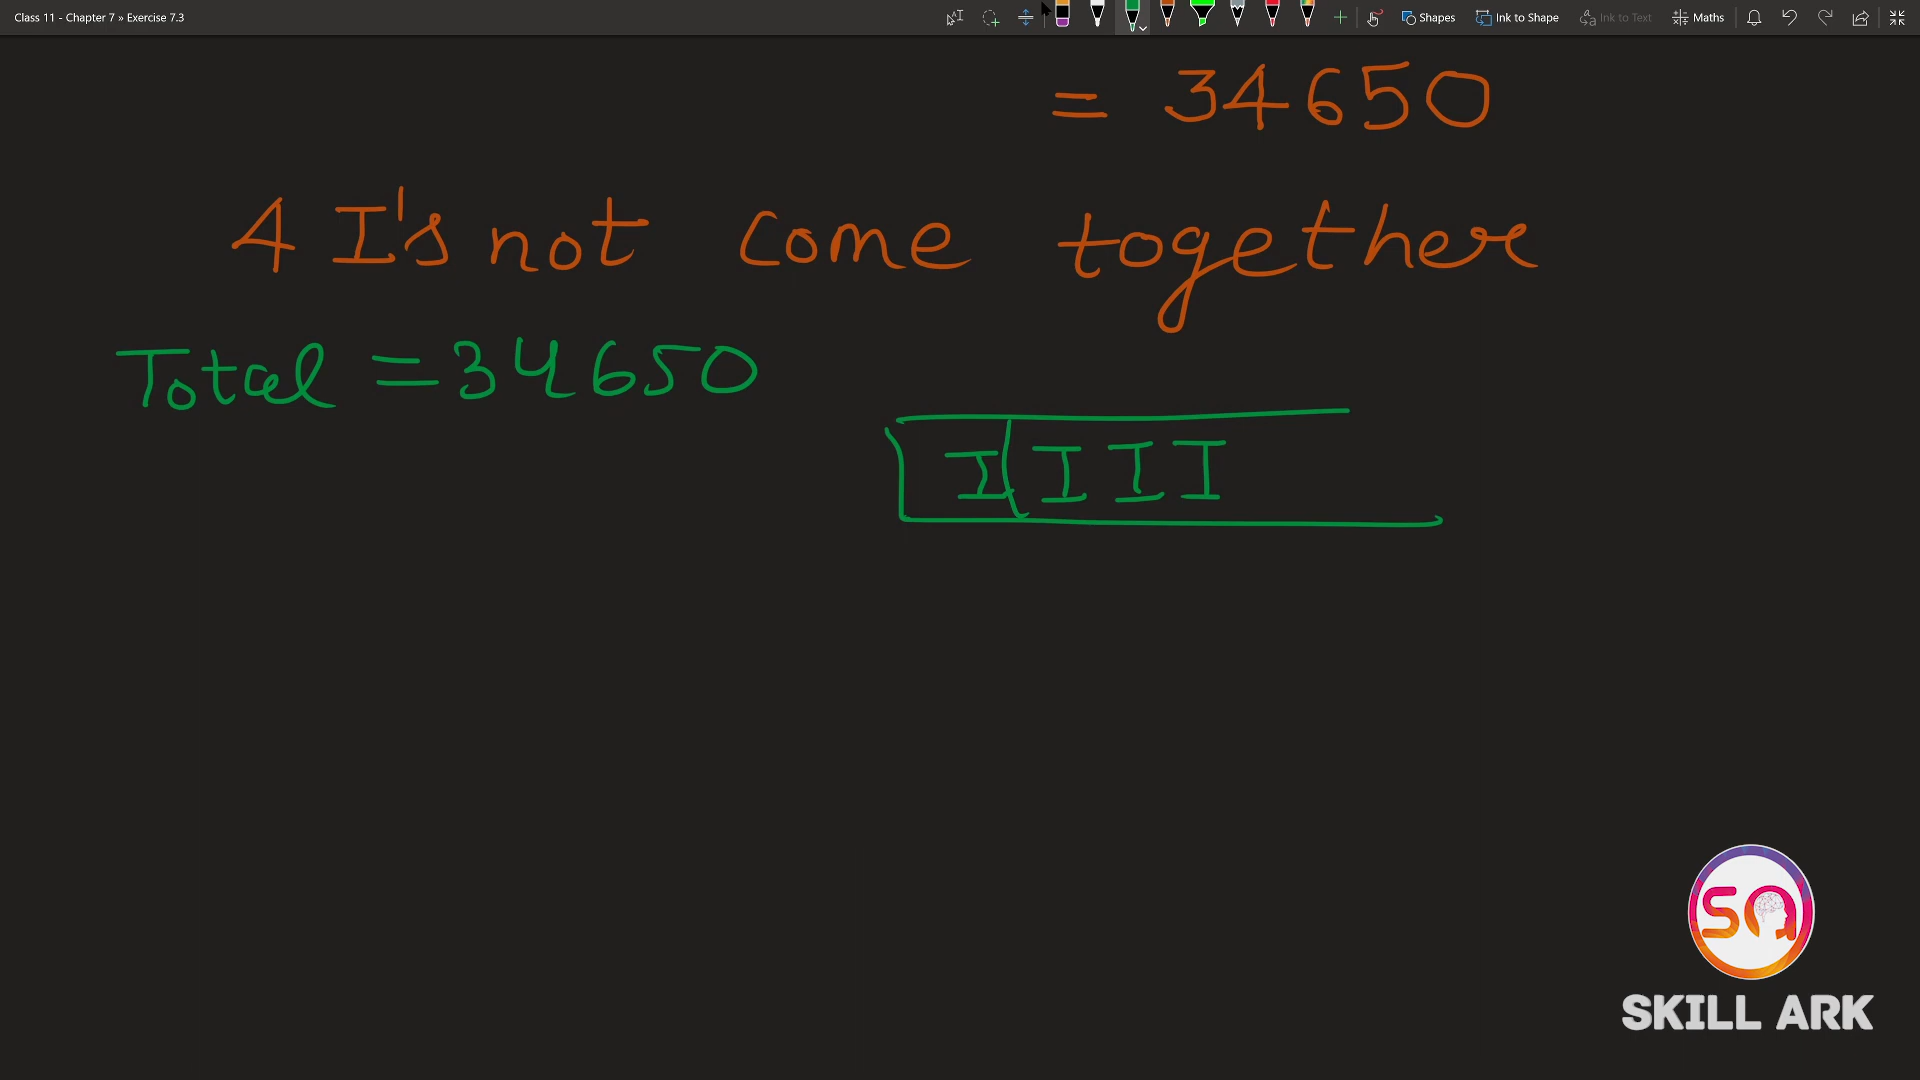 Class 11 - Chapter 7 » Exercise 7.3
Shapes Ink to Shape Ink to Text Maths
= 34650
4 I's not come together
Total = 34650
I I I I
SA
SKILL ARK